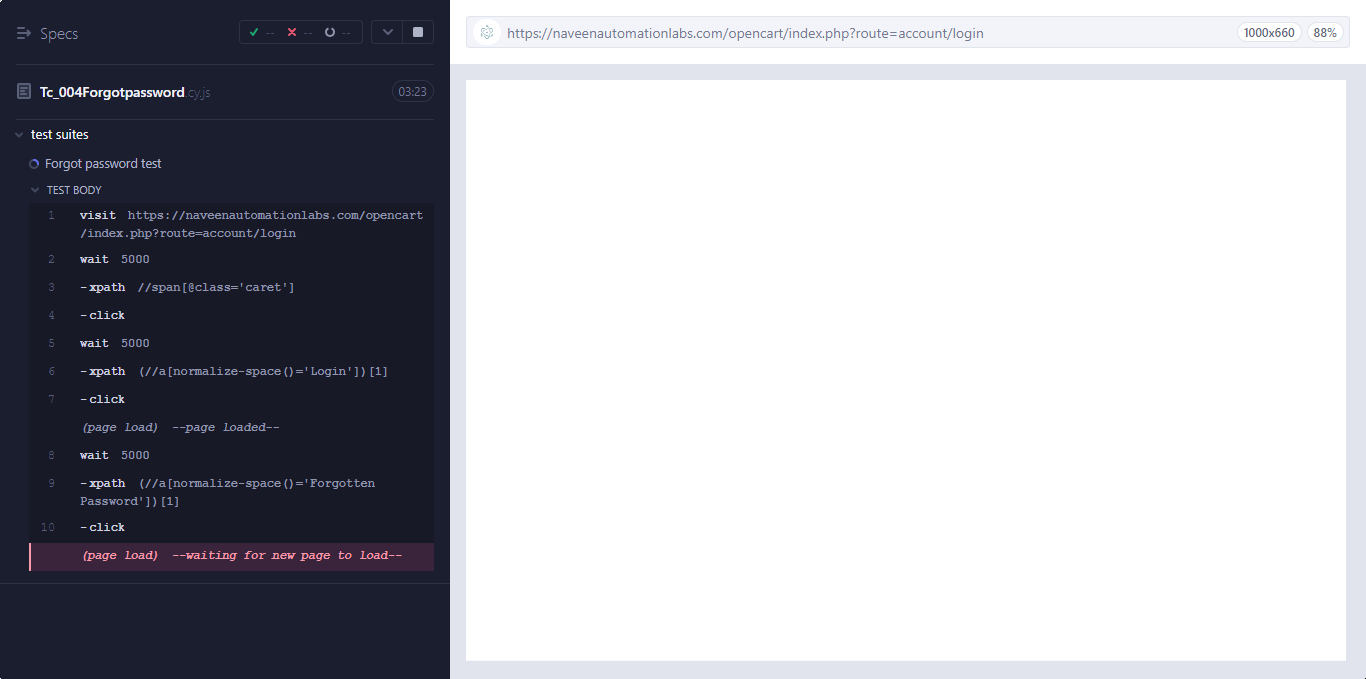 Specs
-- -- --
Tc_004Forgotpassword.cy.js 03:23
test suites
Forgot password test
TEST BODY
1 visit https://naveenautomationlabs.com/opencart
/index.php?route=account/login
2 wait 5000
3 -xpath //span[@class='caret']
4 -click
5 wait 5000
6 -xpath (//a[normalize-space()='Login'])[1]
7 -click
(page load) --page loaded--
8 wait 5000
9 -xpath (//a[normalize-space()='Forgotten
Password'])[1]
10 -click
(page load) --waiting for new page to load--
https://naveenautomationlabs.com/opencart/index.php?route=account/login 1000x660 88%